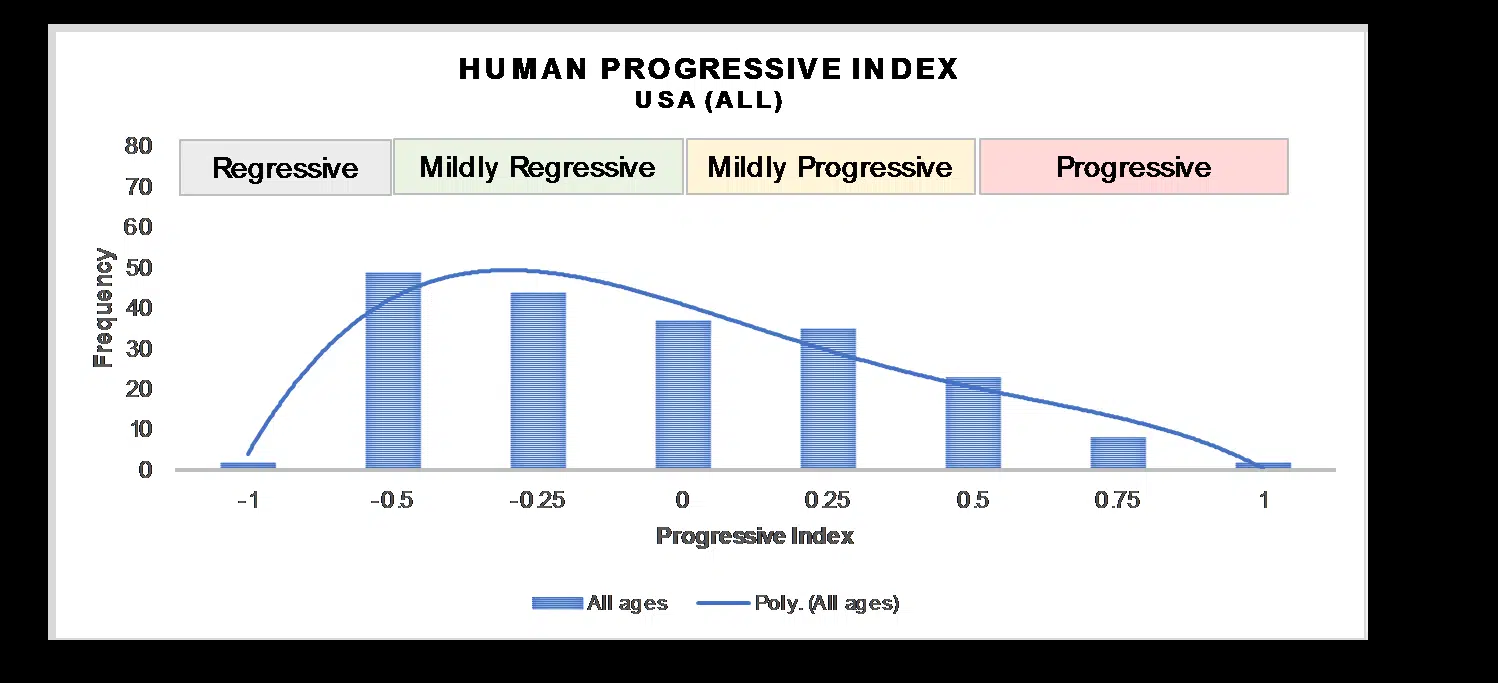 HUMAN PROGRESSIVE INDEX
USA (ALL)
80
Regressive Mildly Regressive Mildly Progressive Progressive
70
60
50
40
30
20
10
0
Frequency
-1 -0.5 -0.25 0 0.25 0.5 0.75 1
Progressive Index
All ages Poly. (All ages)